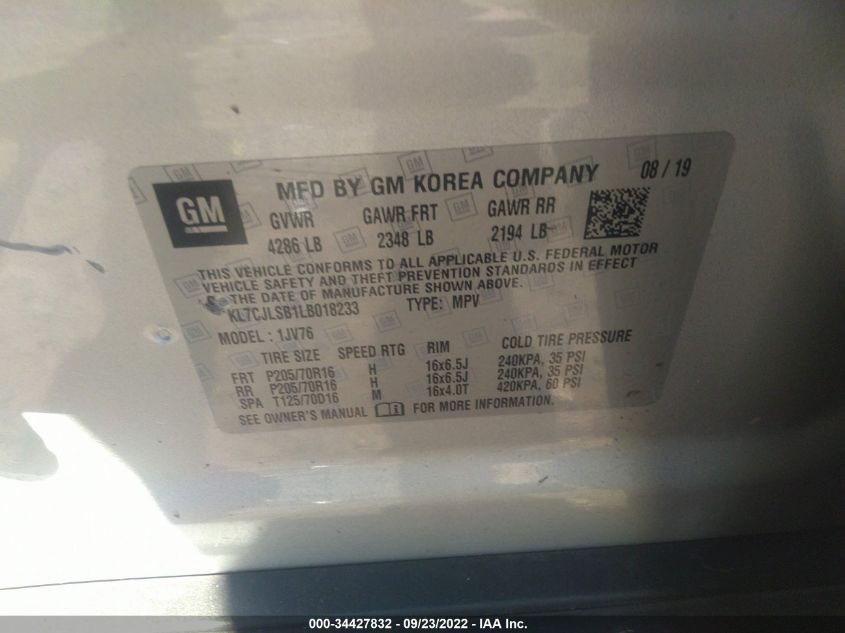 GM
MFD BY GM KOREA COMPANY 08 / 19
GVWR GAWR FRT GAWR RR
4286 LB 2348 LB 2194 LB
THIS VEHICLE CONFORMS TO ALL APPLICABLE U.S. FEDERAL MOTOR
VEHICLE SAFETY AND THEFT PREVENTION STANDARDS IN EFFECT
THE DATE OF MANUFACTURE SHOWN ABOVE.
KL7CJLSB1LB018233 TYPE: MPV
MODEL : 1JV76
TIRE SIZE SPEED RTG RIM COLD TIRE PRESSURE
FRT P205/70R16 H 16x6.5J 240KPA, 35 PSI
RR P205/70R16 H 16x6.5J 240KPA, 35 PSI
SPA T125/70D16 M 16x4.0T 420KPA, 60 PSI
SEE OWNER'S MANUAL FOR MORE INFORMATION.
000-34427832 / 09/23/2022 - IAA Inc.